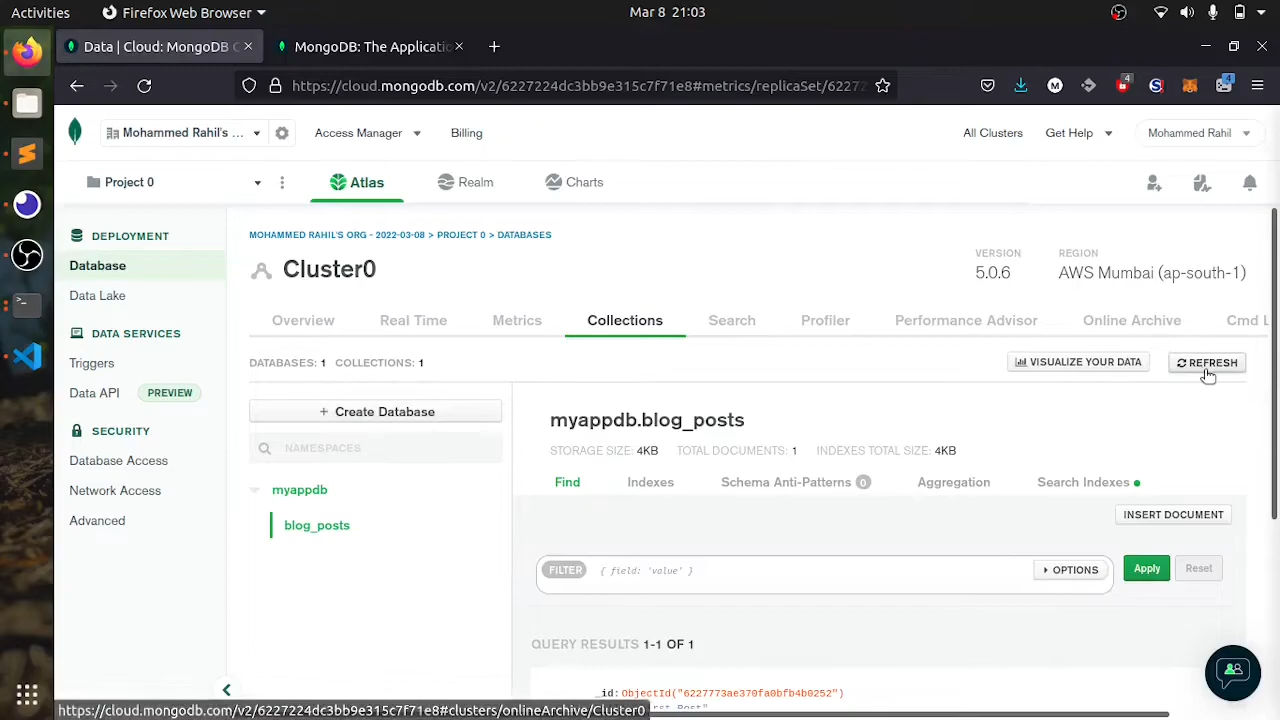 Activities Firefox Web Browser Mar 8 21:03
Data | Cloud: MongoDB C MongoDB: The Applicatio
https://cloud.mongodb.com/v2/6227224dc3bb9e315c7f71e8#metrics/replicaSet/6227 4 4
Mohammed Rahil's ... Access Manager Billing All Clusters Get Help Mohammed Rahil
Project 0 Atlas Realm Charts
DEPLOYMENT
Database
Data Lake
DATA SERVICES
Triggers
Data API PREVIEW
SECURITY
Database Access
Network Access
Advanced
MOHAMMED RAHIL'S ORG - 2022-03-08 > PROJECT 0 > DATABASES
Cluster0
VERSION REGION
5.0.6 AWS Mumbai (ap-south-1)
Overview Real Time Metrics Collections Search Profiler Performance Advisor Online Archive Cmd L
DATABASES: 1 COLLECTIONS: 1 VISUALIZE YOUR DATA REFRESH
+ Create Database
NAMESPACES
myappdb
blog_posts
myappdb.blog_posts
STORAGE SIZE: 4KB TOTAL DOCUMENTS: 1 INDEXES TOTAL SIZE: 4KB
Find Indexes Schema Anti-Patterns 0 Aggregation Search Indexes
INSERT DOCUMENT
FILTER { field: 'value' } OPTIONS Apply Reset
QUERY RESULTS 1-1 OF 1
_id: ObjectId("6227773ae370fa0bfb4b0252")
https://cloud.mongodb.com/v2/6227224dc3bb9e315c7f71e8#clusters/onlineArchive/Cluster0